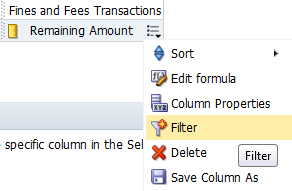 Fines and Fees Transactions
Remaining Amount
Sort
Edit formula
Column Properties
Filter
Delete
Filter
Save Column As
specific column in the Sel